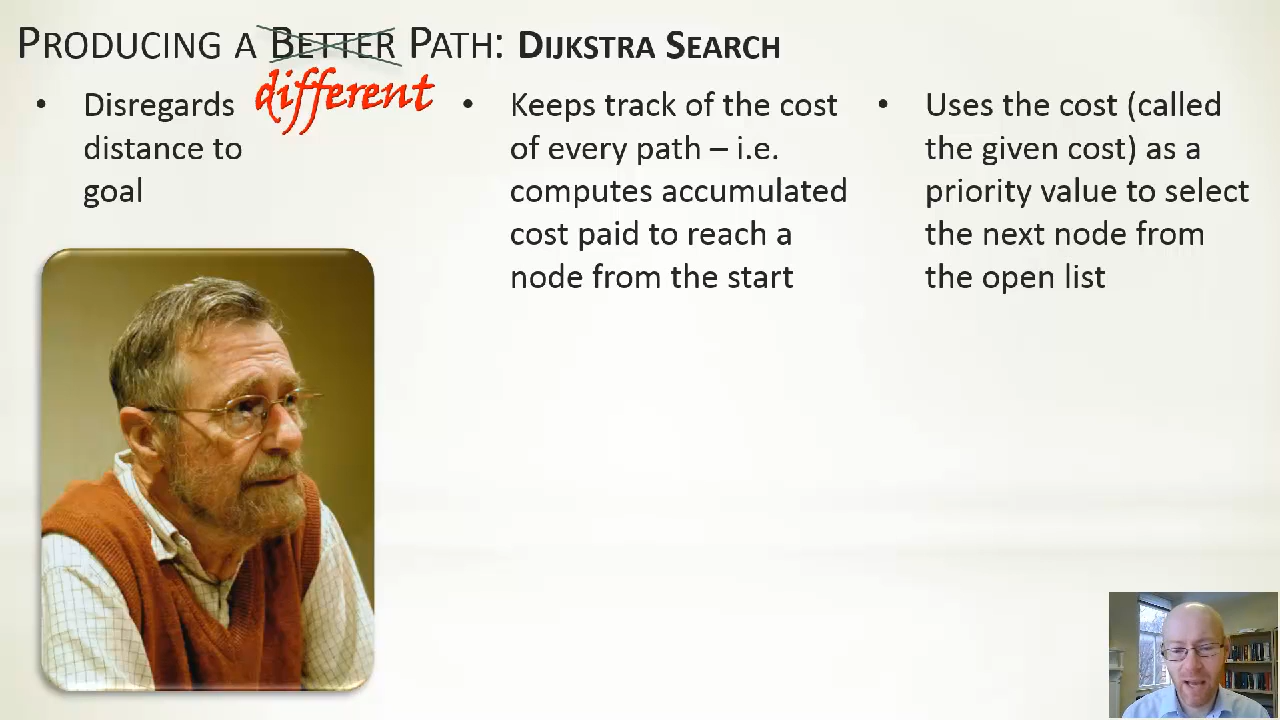 PRODUCING A BETTER PATH: DIJKSTRA SEARCH
different
• Disregards
distance to
goal
• Keeps track of the cost
of every path – i.e.
computes accumulated
cost paid to reach a
node from the start
• Uses the cost (called
the given cost) as a
priority value to select
the next node from
the open list